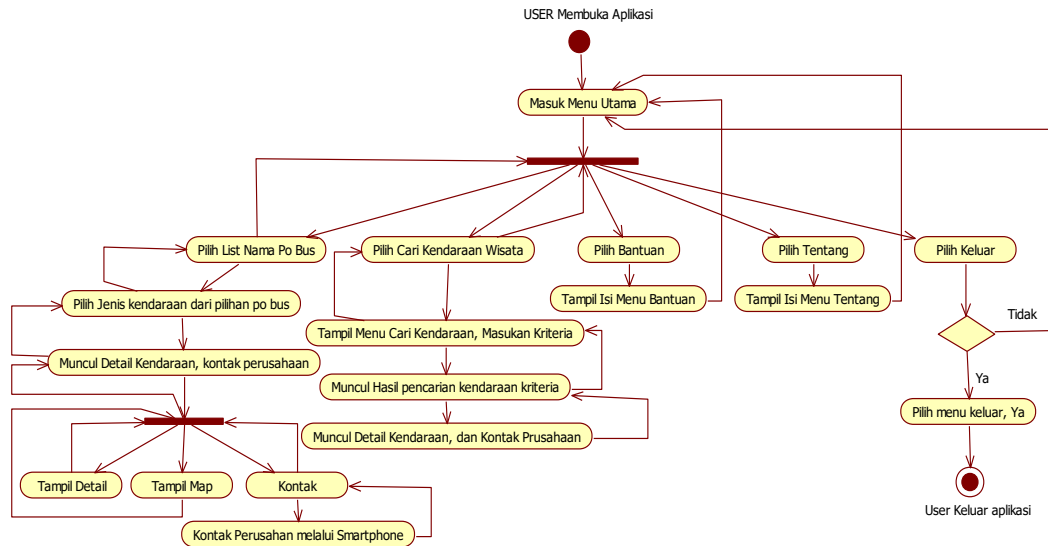 USER Membuka Aplikasi
Masuk Menu Utama
Pilih List Nama Po Bus
Pilih Cari Kendaraan Wisata
Pilih Bantuan
Pilih Tentang
Pilih Keluar
Pilih Jenis kendaraan dari pilihan po bus
Tampil Isi Menu Bantuan
Tampil Isi Menu Tentang
Tidak
Tampil Menu Cari Kendaraan, Masukan Kriteria
Muncul Detail Kendaraan, kontak perusahaan
Ya
Muncul Hasil pencarian kendaraan kriteria
Pilih menu keluar, Ya
Muncul Detail Kendaraan, dan Kontak Prusahaan
Tampil Detail
Tampil Map
Kontak
User Keluar aplikasi
Kontak Perusahan melalui Smartphone